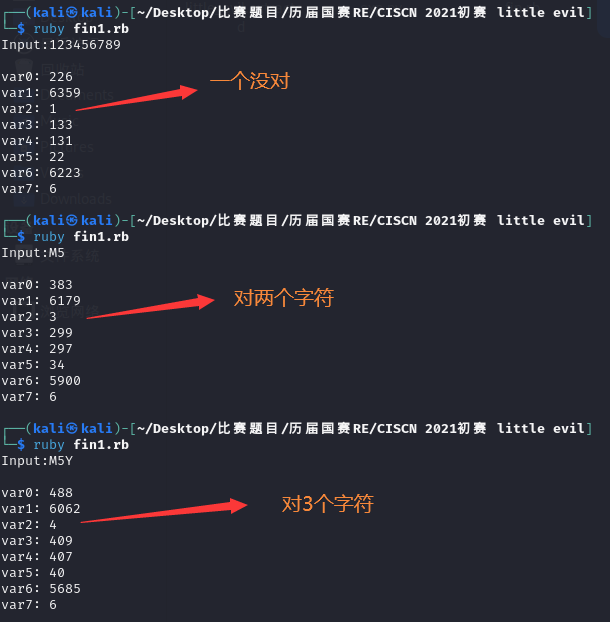 ┌──(kali㉿kali)-[~/Desktop/比赛题目/历届国赛RE/CISCN 2021初赛 little evil]
└─$ ruby fin1.rb
Input:123456789
var0: 226
一个没对
var1: 6359
var2: 1
var3: 133
var4: 131
var5: 22
var6: 6223
var7: 6
┌──(kali㉿kali)-[~/Desktop/比赛题目/历届国赛RE/CISCN 2021初赛 little evil]
└─$ ruby fin1.rb
Input:M5
var0: 383
var1: 6179
对两个字符
var2: 3
var3: 299
var4: 297
var5: 34
var6: 5900
var7: 6
┌──(kali㉿kali)-[~/Desktop/比赛题目/历届国赛RE/CISCN 2021初赛 little evil]
└─$ ruby fin1.rb
Input:M5Y
var0: 488
对3个字符
var1: 6062
var2: 4
var3: 409
var4: 407
var5: 40
var6: 5685
var7: 6